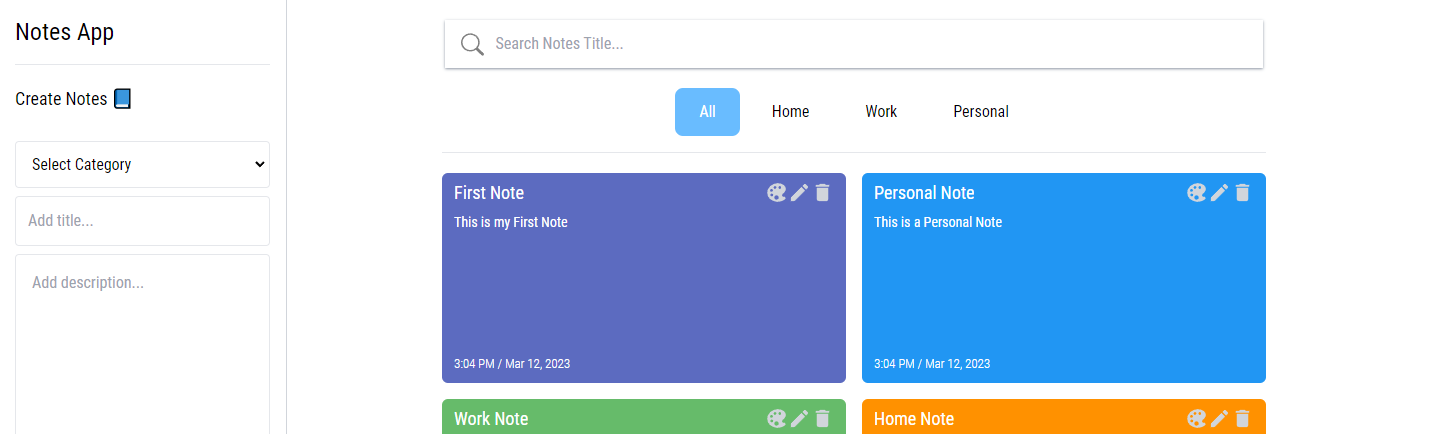 Notes App
Create Notes
Select Category
Add title...
Add description...
Search Notes Title...
All Home Work Personal
First Note
This is my First Note
3:04 PM / Mar 12, 2023
Personal Note
This is a Personal Note
3:04 PM / Mar 12, 2023
Work Note
Home Note